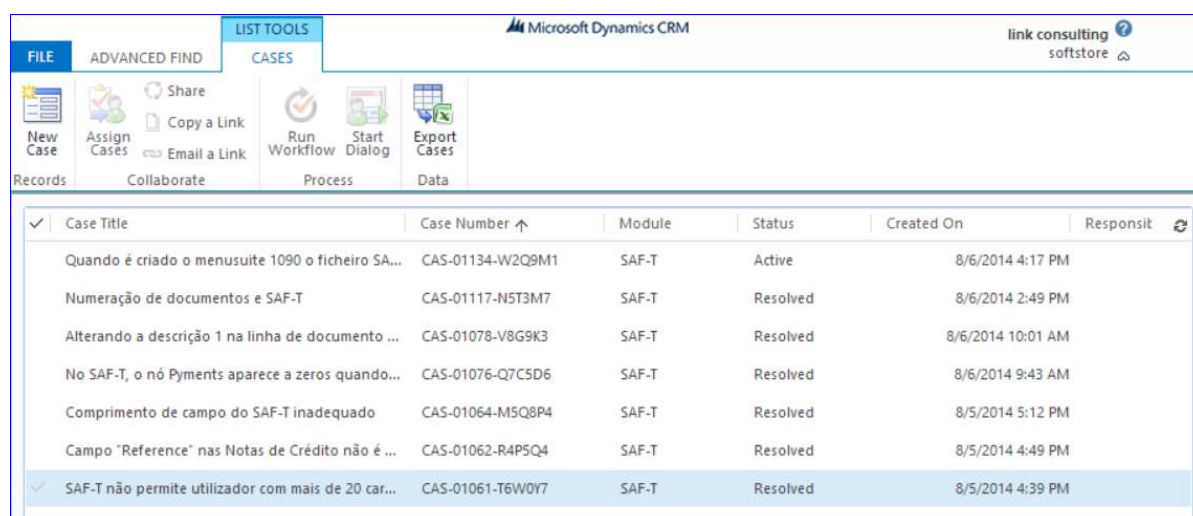 LIST TOOLS
Microsoft Dynamics CRM
link consulting
softstore
FILE ADVANCED FIND CASES
New Case
Assign Cases
Share
Copy a Link
Email a Link
Run Workflow
Start Dialog
Export Cases
Records Collaborate Process Data
Case Title Case Number Module Status Created On Responsit
Quando é criado o menusuite 1090 o ficheiro SA... CAS-01134-W2Q9M1 SAF-T Active 8/6/2014 4:17 PM
Numeração de documentos e SAF-T CAS-01117-N5T3M7 SAF-T Resolved 8/6/2014 2:49 PM
Alterando a descrição 1 na linha de documento ... CAS-01078-V8G9K3 SAF-T Resolved 8/6/2014 10:01 AM
No SAF-T, o nó Pyments aparece a zeros quando... CAS-01076-Q7C5D6 SAF-T Resolved 8/6/2014 9:43 AM
Comprimento de campo do SAF-T inadequado CAS-01064-M5Q8P4 SAF-T Resolved 8/5/2014 5:12 PM
Campo "Reference" nas Notas de Crédito não é ... CAS-01062-R4P5Q4 SAF-T Resolved 8/5/2014 4:49 PM
SAF-T não permite utilizador com mais de 20 car... CAS-01061-T6W0Y7 SAF-T Resolved 8/5/2014 4:39 PM